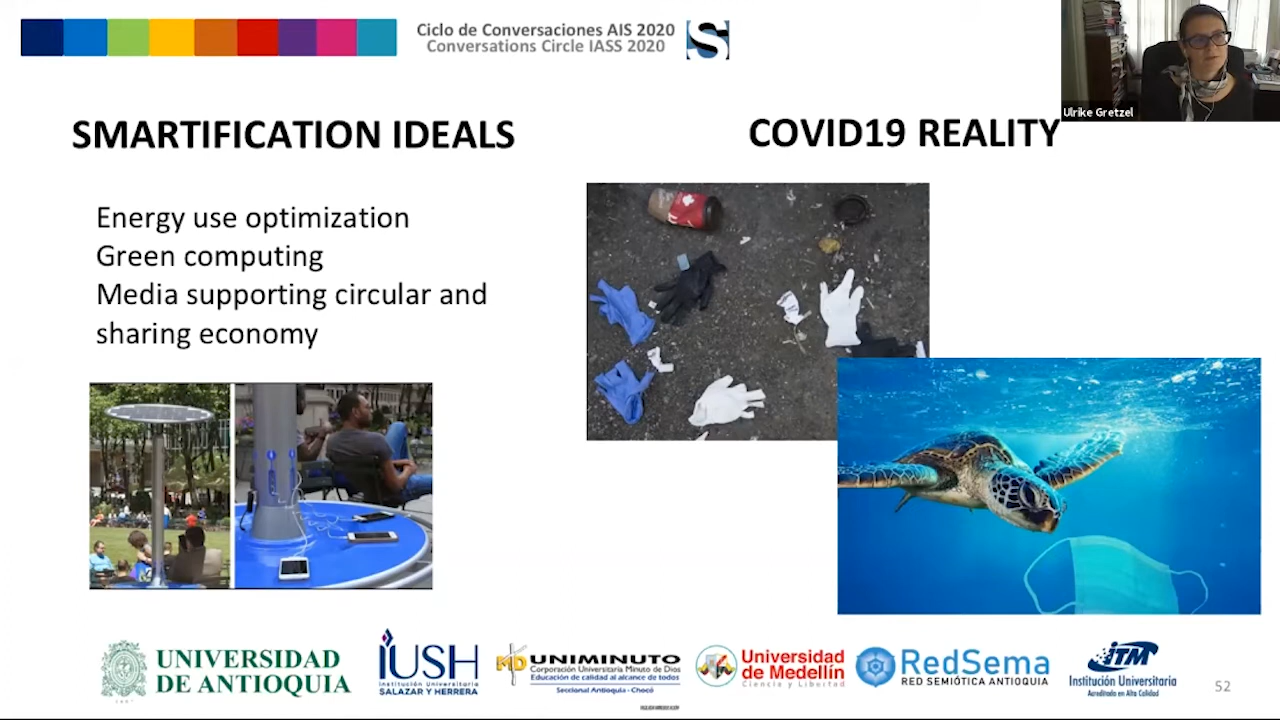 Ciclo de Conversaciones AIS 2020
Conversations Circle IASS 2020
S
Ulrike Gretzel
SMARTIFICATION IDEALS
COVID19 REALITY
Energy use optimization
Green computing
Media supporting circular and
sharing economy
UNIVERSIDAD
DE ANTIOQUIA
IUSH
Institución Universitaria
SALAZAR Y HERRERA
MD UNIMINUTO
Corporación Universitaria Minuto de Dios
Educación de calidad al alcance de todos
Seccional Antioquia - Chocó
Universidad
de Medellín
Ciencia y Libertad
RedSema
RED SEMIÓTICA ANTIOQUIA
iTM
Institución Universitaria
Acreditada en Alta Calidad
52